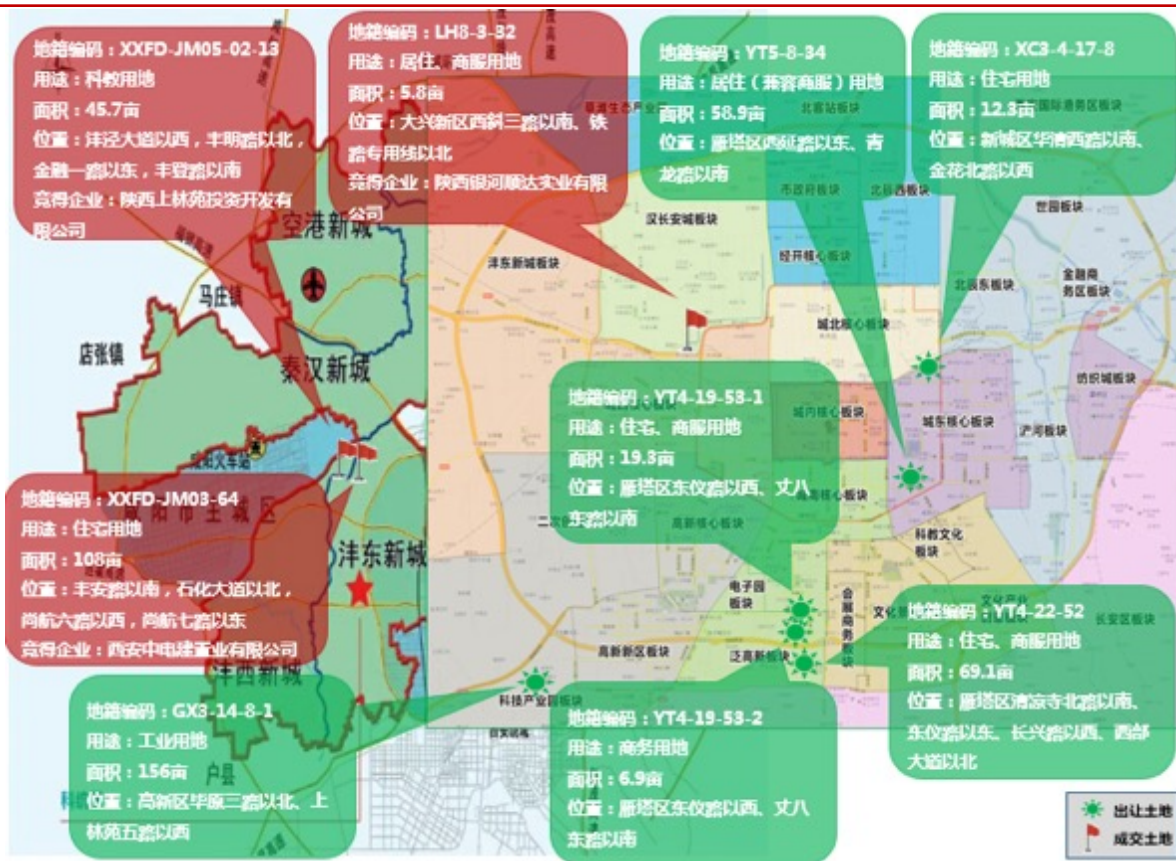 地籍编码：XXFD-JM05-02-13
用途：科教用地
面积：45.7亩
位置：沣泾大道以西，丰明路以北，
金融一路以东，丰登路以南
竞得企业：陕西上林苑投资开发有
限公司
地籍编码：LH8-3-32
用途：居住、商服用地
面积：5.8亩
位置：大兴新区西斜三路以南、铁
路专用线以北
竞得企业：陕西银河顺达实业有限
公司
地籍编码：YT5-8-34
用途：居住（兼容商服）用地
面积：58.9亩
位置：雁塔区西延路以东、青
龙路以南
地籍编码：XC3-4-17-8
用途：住宅用地
面积：12.3亩
位置：新城区华清西路以南、
金花北路以西
空港新城
马庄镇
店张镇
秦汉新城
沣东新城板块
汉长安城板块
市政府板块
北辰西板块
经开核心板块
世园板块
金融商
务区板块
北辰东板块
城北核心板块
纺织城板块
城内核心板块
城东核心板块
浐河板块
地籍编码：YT4-19-53-1
用途：住宅、商服用地
面积：19.3亩
位置：雁塔区东仪路以西、丈八
东路以南
咸阳火车站
地籍编码：XXFD-JM03-64
用途：住宅用地
面积：108亩
位置：丰安路以南，石化大道以北，
尚航六路以西，尚航七路以东
竞得企业：西安中电建置业有限公司
咸阳市主城区
沣东新城
高新核心板块
科教文化
板块
电子园
板块
会展商务板块
长安区板块
高新新区板块
泛高新板块
沣西新城
科技产业园板块
户县
地籍编码：YT4-22-52
用途：住宅、商服用地
面积：69.1亩
位置：雁塔区清凉寺北路以南、
东仪路以东、长兴路以西、西部
大道以北
地籍编码：GX3-14-8-1
用途：工业用地
面积：156亩
位置：高新区毕原三路以北、上
林苑五路以西
地籍编码：YT4-19-53-2
用途：商务用地
面积：6.9亩
位置：雁塔区东仪路以西、丈八
东路以南
出让土地
成交土地